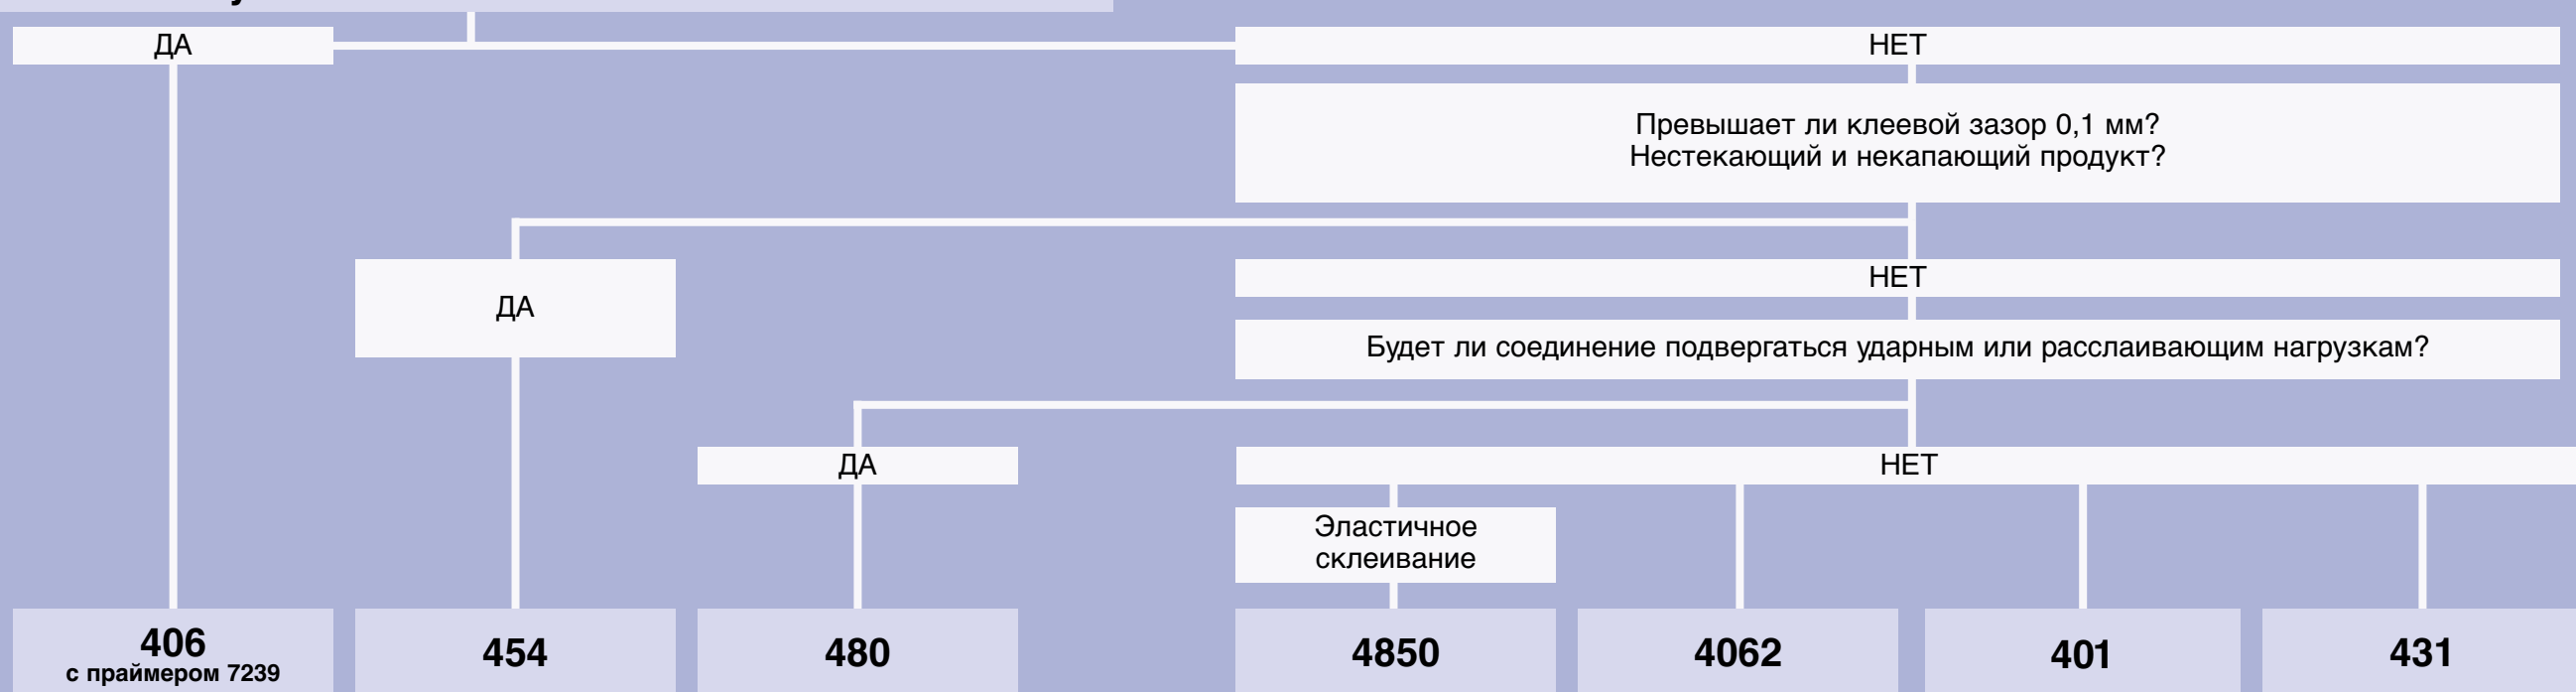 ДА
НЕТ
Превышает ли клеевой зазор 0,1 мм?
Нестекающий и некапающий продукт?
ДА
НЕТ
Будет ли соединение подвергаться ударным или расслаивающим нагрузкам?
ДА
НЕТ
Эластичное
склеивание
406
с праймером 7239
454
480
4850
4062
401
431